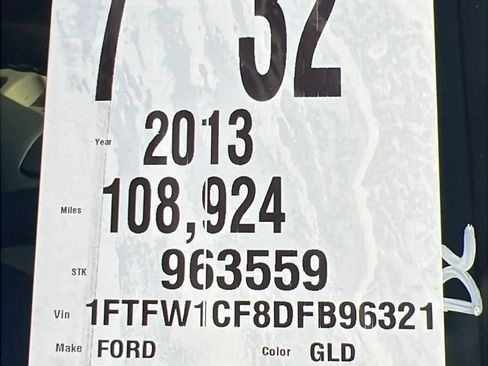 7 32
Year 2013
Miles 108,924
STK 963559
Vin 1FTFW1CF8DFB96321
Make FORD Color GLD